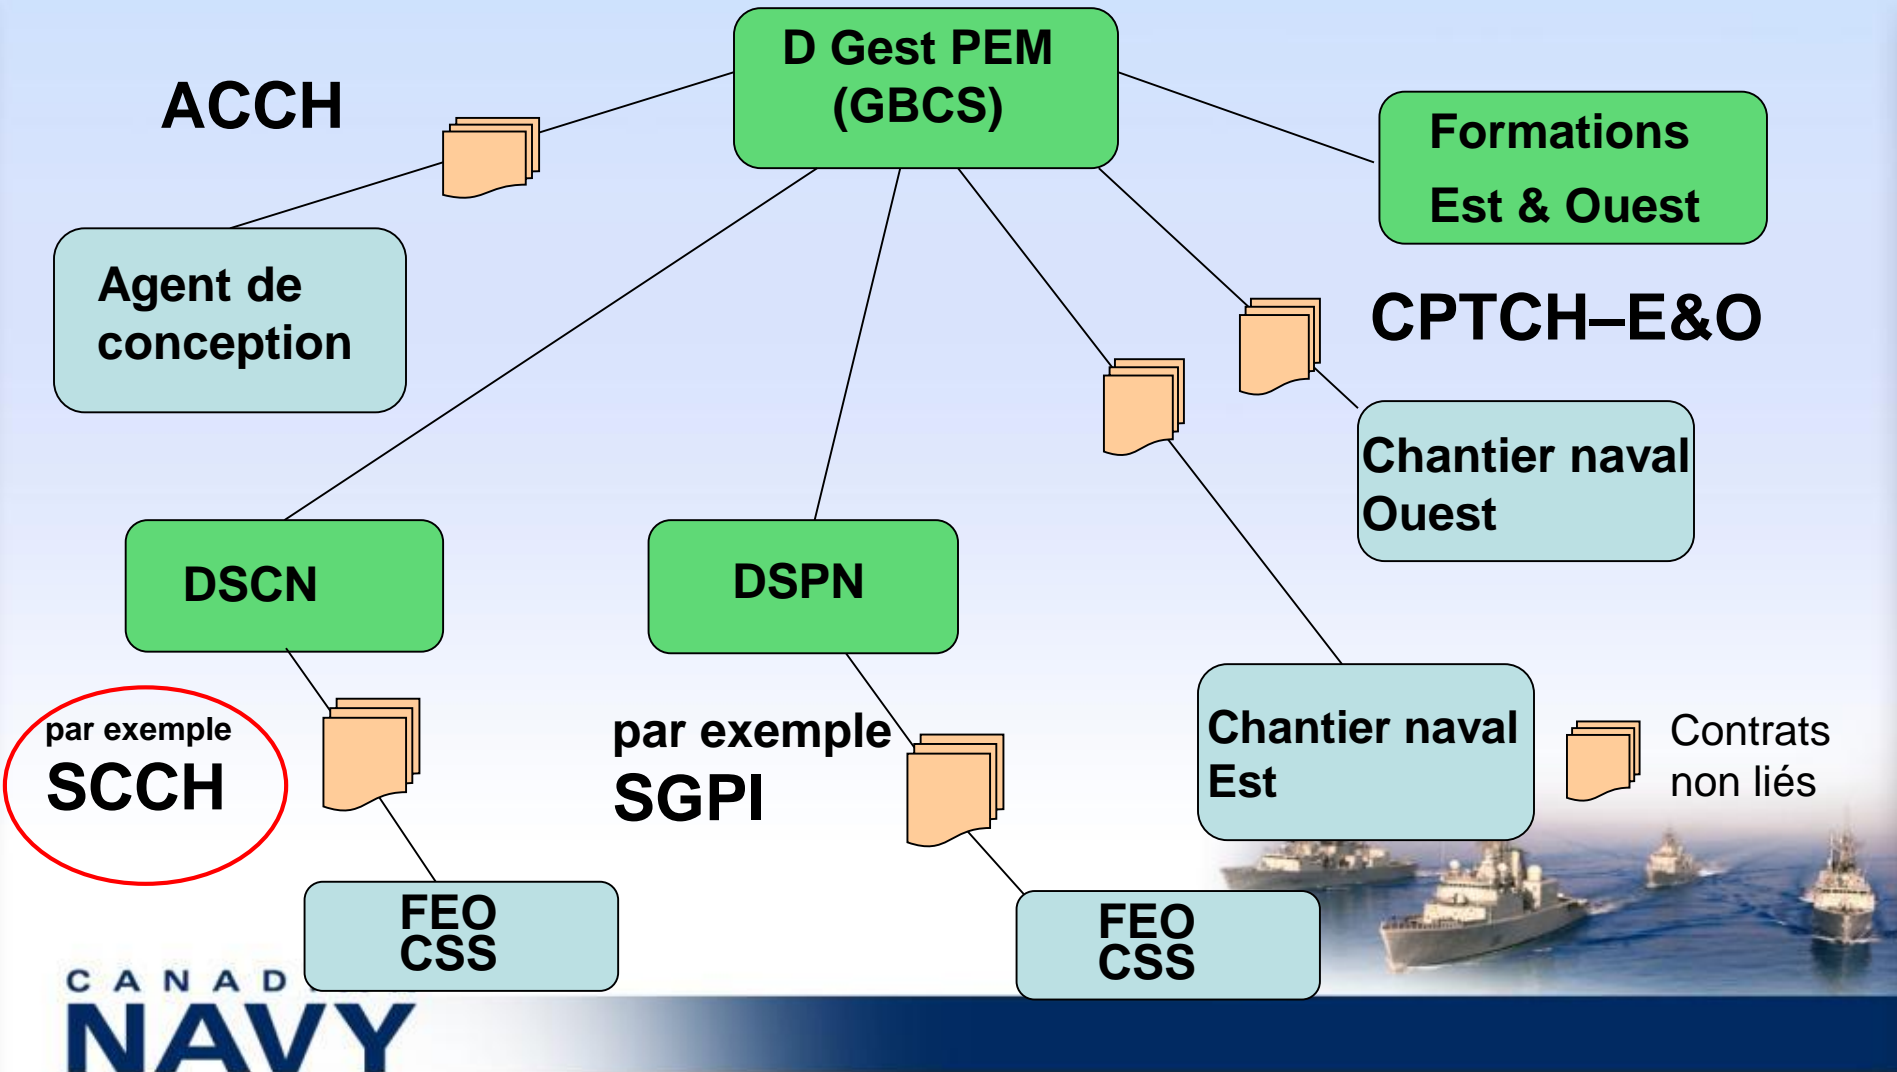 D Gest PEM
(GBCS)
ACCH
Formations
Est & Ouest
Agent de
conception
CPTCH–E&O
Chantier naval
Ouest
DSCN
DSPN
par exemple
SCCH
par exemple
SGPI
Chantier naval
Est
Contrats
non liés
FEO
CSS
FEO
CSS
CANAD
NAVY